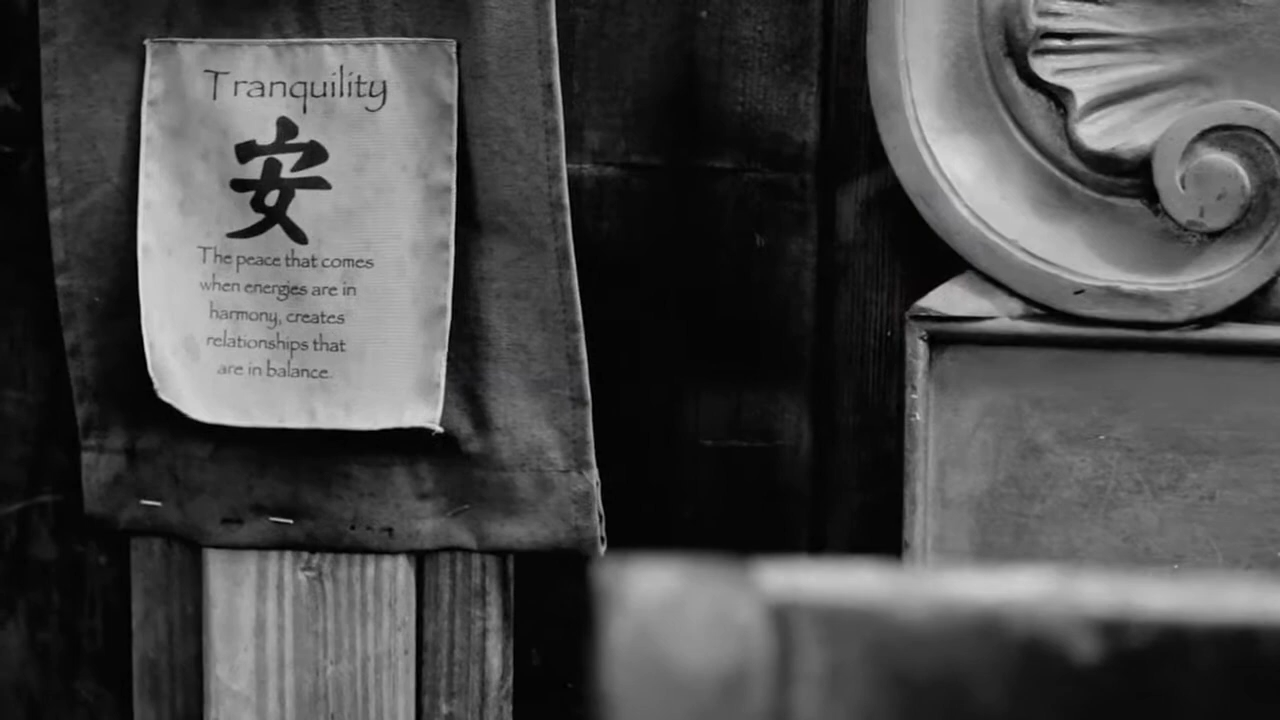 Tranquility
安
The peace that comes
when energies are in
harmony, creates
relationships that
are in balance.